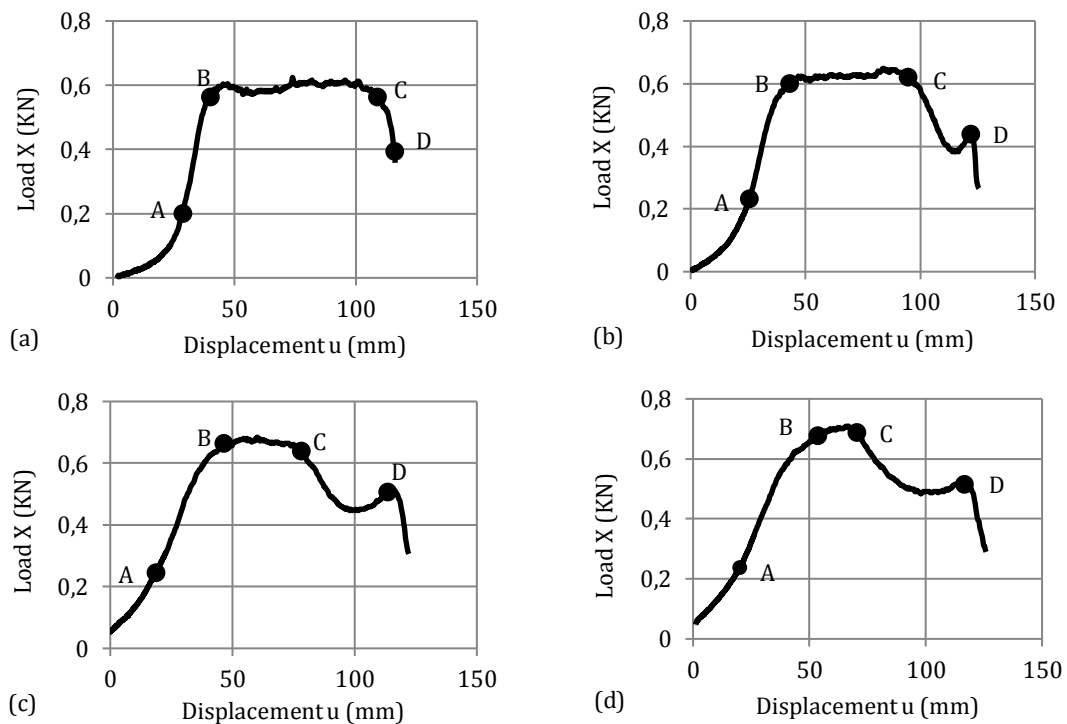 0,8
0,6
0,4
0,2
0
Load X (KN)
A
B
C
D
0 50 100 150
Displacement u (mm)
(a)
0,8
0,6
0,4
0,2
0
Load X (KN)
A
B
C
D
0 50 100 150
Displacement u (mm)
(b)
0,8
0,6
0,4
0,2
0
Load X (KN)
A
B
C
D
0 50 100 150
Displacement u (mm)
(c)
0,8
0,6
0,4
0,2
0
Load X (KN)
A
B
C
D
0 50 100 150
Displacement u (mm)
(d)